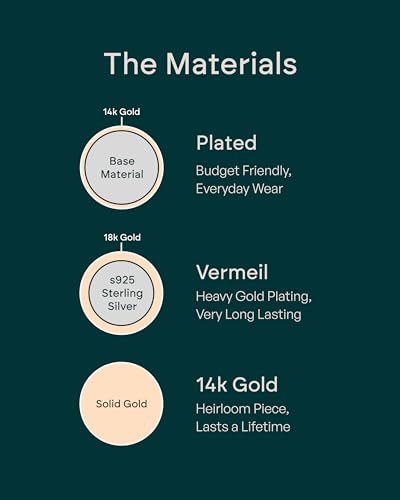 The Materials
14k Gold
Base
Material
Plated
Budget Friendly,
Everyday Wear
18k Gold
s925
Sterling
Silver
Vermeil
Heavy Gold Plating,
Very Long Lasting
Solid Gold
14k Gold
Heirloom Piece,
Lasts a Lifetime